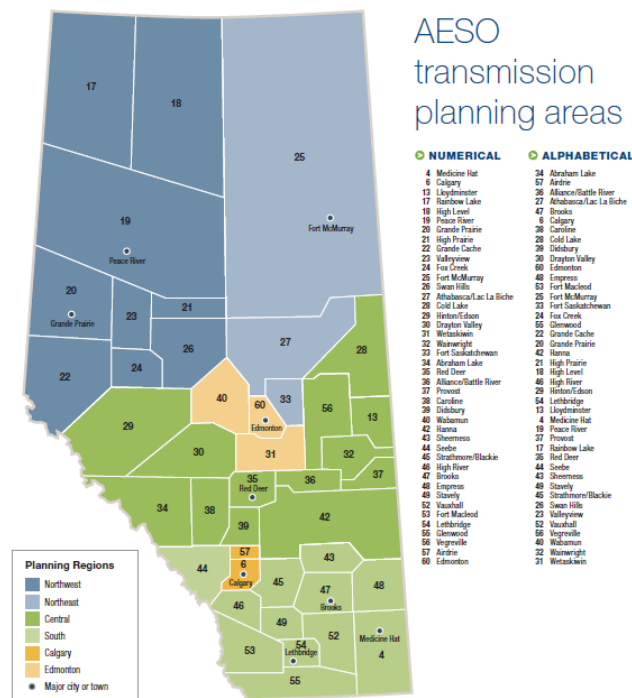 AESO
transmission
planning areas
NUMERICAL
4 Medicine Hat
6 Calgary
13 Lloydminster
17 Rainbow Lake
18 High Level
19 Peace River
20 Grande Prairie
21 High Prairie
22 Grande Cache
23 Valleyview
24 Fox Creek
25 Fort McMurray
26 Swan Hills
27 Athabasca/Lac La Biche
28 Cold Lake
29 Hinton/Edson
30 Drayton Valley
31 Wetaskiwin
32 Wainwright
33 Fort Saskatchewan
34 Abraham Lake
35 Red Deer
36 Alliance/Battle River
37 Provost
38 Caroline
39 Didsbury
40 Wabamun
42 Hanna
43 Sheerness
44 Seebe
45 Strathmore/Blackie
46 High River
47 Brooks
48 Empress
49 Stavely
52 Vauxhall
53 Fort Macleod
54 Lethbridge
55 Glenwood
56 Vegreville
57 Airdrie
60 Edmonton
ALPHABETICAL
34 Abraham Lake
57 Airdrie
36 Alliance/Battle River
27 Athabasca/Lac La Biche
47 Brooks
6 Calgary
38 Caroline
28 Cold Lake
39 Didsbury
30 Drayton Valley
60 Edmonton
48 Empress
53 Fort Macleod
25 Fort McMurray
33 Fort Saskatchewan
24 Fox Creek
55 Glenwood
22 Grande Cache
20 Grande Prairie
42 Hanna
21 High Prairie
18 High Level
46 High River
29 Hinton/Edson
54 Lethbridge
13 Lloydminster
4 Medicine Hat
19 Peace River
37 Provost
17 Rainbow Lake
35 Red Deer
44 Seebe
43 Sheerness
49 Stavely
45 Strathmore/Blackie
26 Swan Hills
23 Valleyview
52 Vauxhall
56 Vegreville
40 Wabamun
32 Wainwright
31 Wetaskiwin
17
18
25
Fort McMurray
19
Peace River
20
Grande Prairie
23
21
26
27
28
22
24
40
60
Edmonton
33
56
13
29
31
30
32
35
Red Deer
36
37
34
38
39
42
57
6
Calgary
44
43
45
47
Brooks
48
46
49
52
Medicine Hat
4
53
54
Lethbridge
55
Planning Regions
Northwest
Northeast
Central
South
Calgary
Edmonton
Major city or town